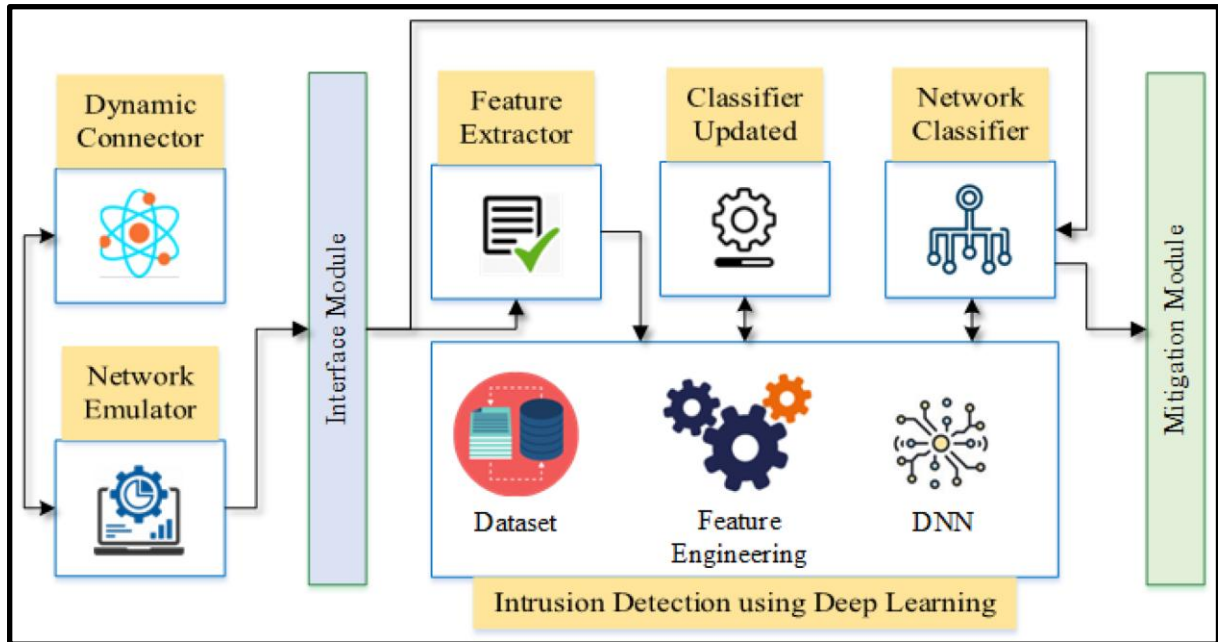 Dynamic
Connector
Network
Emulator
Interface Module
Feature
Extractor
Classifier
Updated
Network
Classifier
Dataset
Feature
Engineering
DNN
Intrusion Detection using Deep Learning
Mitigation Module